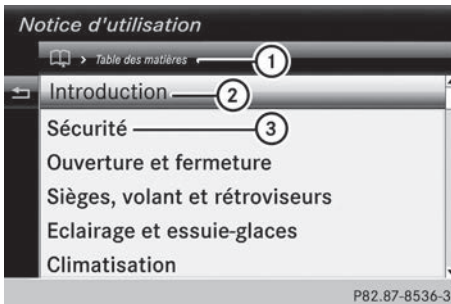 Notice d'utilisation
> Table des matières 1
Introduction 2
Sécurité 3
Ouverture et fermeture
Sièges, volant et rétroviseurs
Eclairage et essuie-glaces
Climatisation
P82.87-8536-3